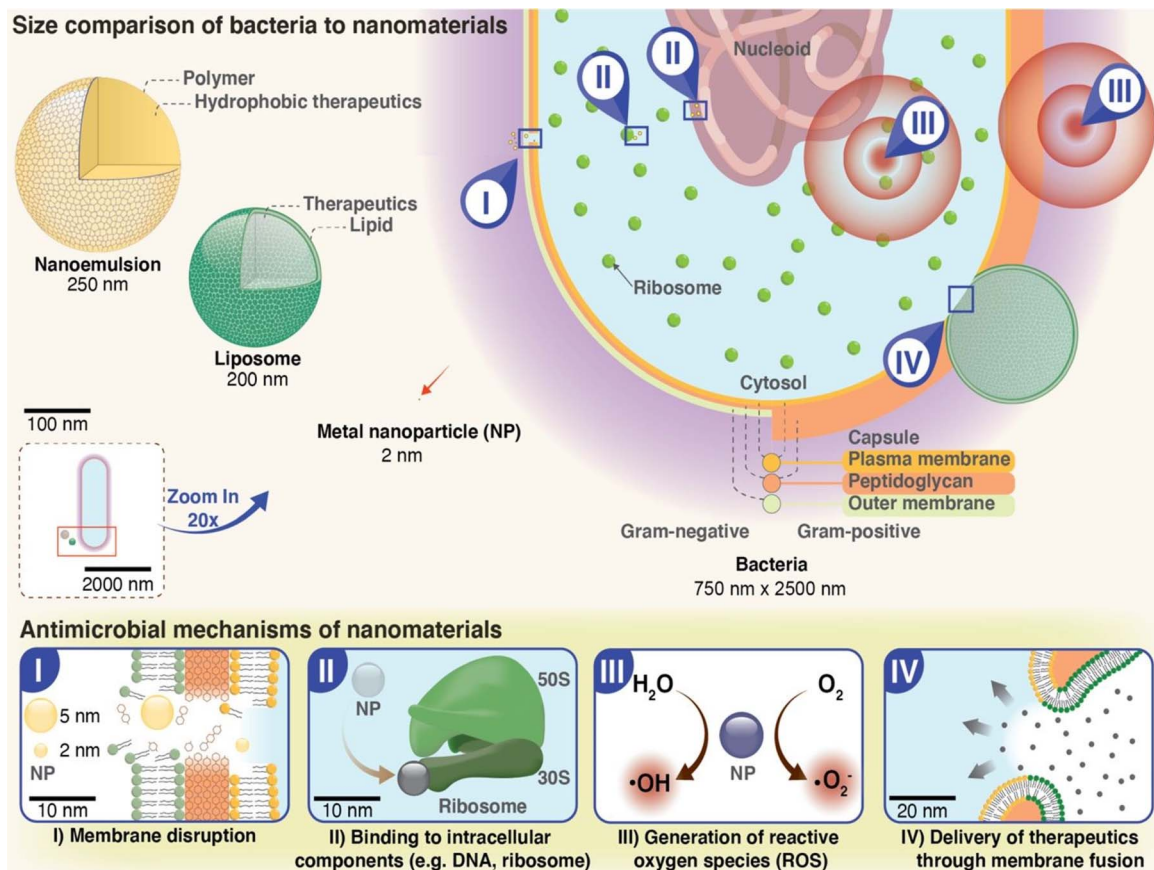 Size comparison of bacteria to nanomaterials
Polymer
Hydrophobic therapeutics
Nanoemulsion
250 nm
Therapeutics
Lipid
Liposome
200 nm
100 nm
Metal nanoparticle (NP)
2 nm
Zoom In
20x
2000 nm
Nucleoid
I
II
II
III
III
IV
Ribosome
Cytosol
Capsule
Plasma membrane
Peptidoglycan
Outer membrane
Gram-negative
Gram-positive
Bacteria
750 nm x 2500 nm
Antimicrobial mechanisms of nanomaterials
I
5 nm
2 nm
NP
10 nm
I) Membrane disruption
II
NP
50S
30S
Ribosome
10 nm
II) Binding to intracellular
components (e.g. DNA, ribosome)
III
H₂O
O₂
NP
•OH
•O₂⁻
III) Generation of reactive
oxygen species (ROS)
IV
20 nm
IV) Delivery of therapeutics
through membrane fusion